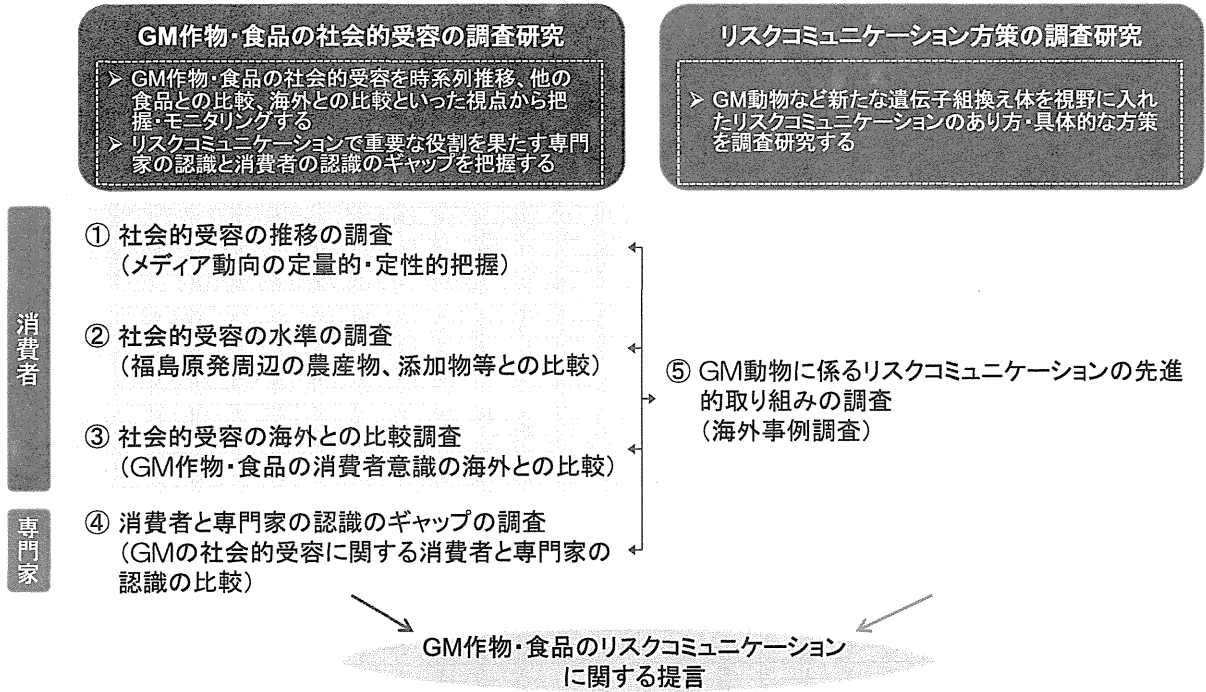 GM作物・食品の社会的受容の調査研究
➢ GM作物・食品の社会的受容を時系列推移、他の
食品との比較、海外との比較といった視点から把
握・モニタリングする
➢ リスクコミュニケーションで重要な役割を果たす専門
家の認識と消費者の認識のギャップを把握する
リスクコミュニケーション方策の調査研究
➢ GM動物など新たな遺伝子組換え体を視野に入れ
たリスクコミュニケーションのあり方・具体的な方策
を調査研究する
消費者
① 社会的受容の推移の調査
（メディア動向の定量的・定性的把握）
② 社会的受容の水準の調査
（福島原発周辺の農産物、添加物等との比較）
③ 社会的受容の海外との比較調査
（GM作物・食品の消費者意識の海外との比較）
専門家
④ 消費者と専門家の認識のギャップの調査
（GMの社会的受容に関する消費者と専門家の
認識の比較）
⑤ GM動物に係るリスクコミュニケーションの先進
的取り組みの調査
（海外事例調査）
GM作物・食品のリスクコミュニケーション
に関する提言